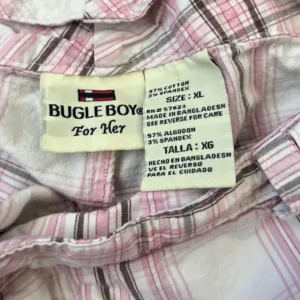 BUGLE BOY®
For Her
97% COTTON
3% SPANDEX
SIZE: XL
RN# 57623
MADE IN BANGLADESH
SEE REVERSE FOR CARE
97% ALGODON
3% SPANDEX
TALLA: XG
HECHO EN BANGLADESH
VE EL REVERSO
PARA EL CUIDADO